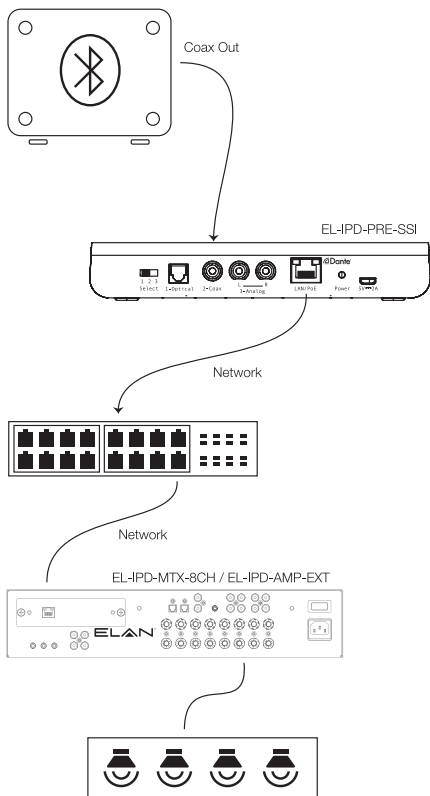 Coax Out
EL-IPD-PRE-SSI
Dante
1 2 3
Select
1-Optical
2-Coax
L R
3-Analog
LAN/PoE
Power
5V⎓2A
Network
Network
EL-IPD-MTX-8CH / EL-IPD-AMP-EXT
ELAN